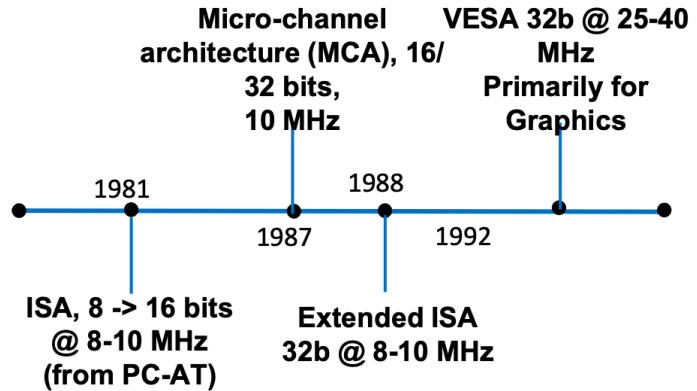 Micro-channel
architecture (MCA), 16/
32 bits,
10 MHz
VESA 32b @ 25-40
MHz
Primarily for
Graphics
1981
1988
1987
1992
ISA, 8 -> 16 bits
@ 8-10 MHz
(from PC-AT)
Extended ISA
32b @ 8-10 MHz